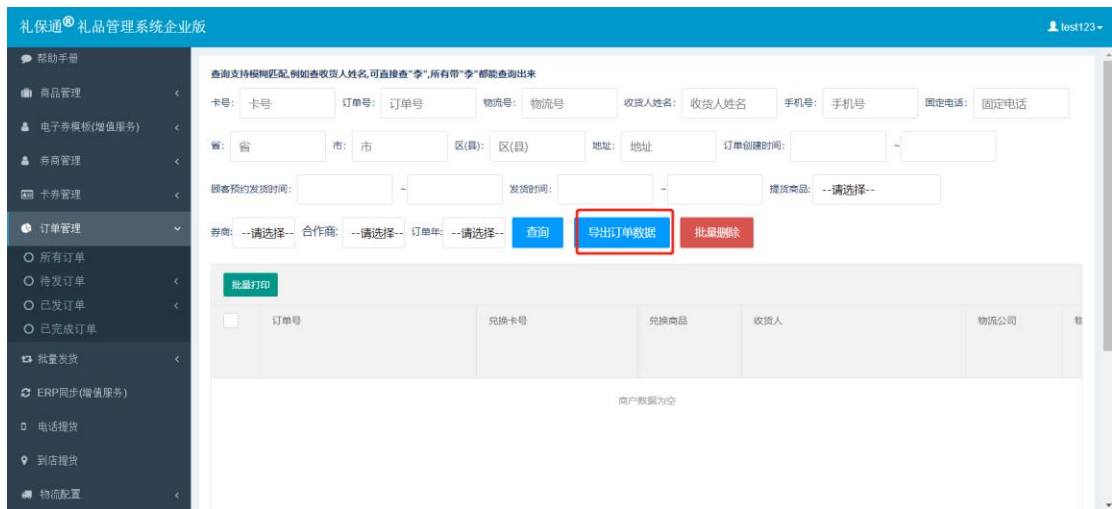 礼保通®礼品管理系统企业版
test123
帮助手册
商品管理
电子券模板(增值服务)
券商管理
卡券管理
订单管理
所有订单
待发订单
已发订单
已完成订单
批量发货
ERP同步(增值服务)
电话提货
到店提货
物流配置
查询支持模糊匹配,例如查收货人姓名,可直接查"李",所有带"李"都能查询出来
卡号: 卡号 订单号: 订单号 物流号: 物流号 收货人姓名: 收货人姓名 手机号: 手机号 固定电话: 固定电话
省: 省 市: 市 区(县): 区(县) 地址: 地址 订单创建时间: ~
顾客预约发货时间: ~ 发货时间: ~ 提货商品: --请选择--
券商: --请选择-- 合作商: --请选择-- 订单年: --请选择-- 查询 导出订单数据 批量删除
批量打印
订单号 兑换卡号 兑换商品 收货人 物流公司
商户数据为空